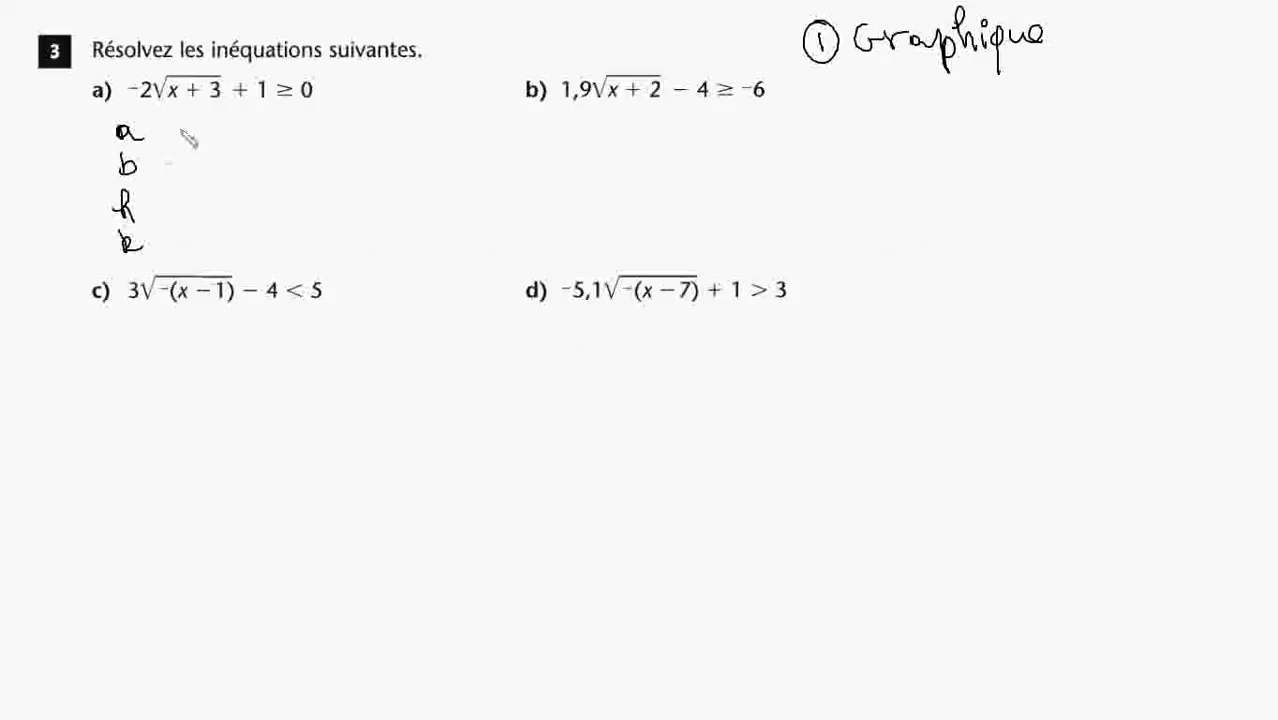 ① Graphique
3 Résolvez les inéquations suivantes.
a) ⁻2√(x + 3) + 1 ≥ 0
b) 1,9√(x + 2) − 4 ≥ ⁻6
a
b
h
k
c) 3√(⁻(x − 1)) − 4 < 5
d) ⁻5,1√(⁻(x − 7)) + 1 > 3